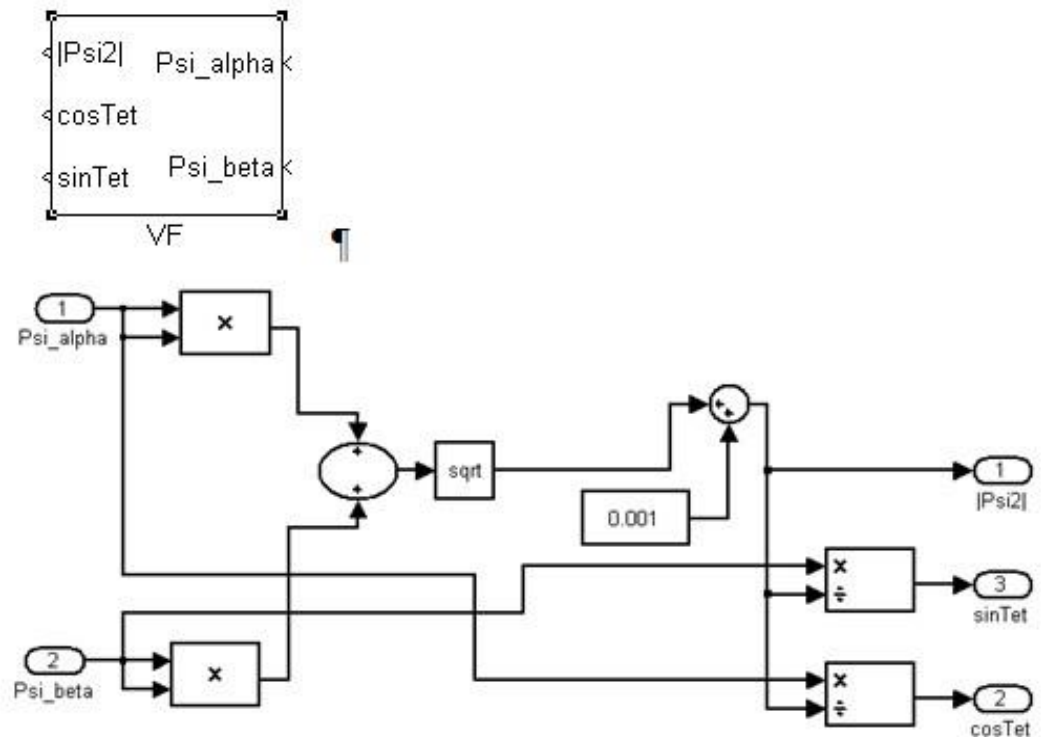 |Psi2|
Psi_alpha
cosTet
Psi_beta
sinTet
VF
¶
1
Psi_alpha
×
+
+
sqrt
+
+
0.001
1
|Psi2|
×
÷
3
sinTet
2
Psi_beta
×
×
÷
2
cosTet